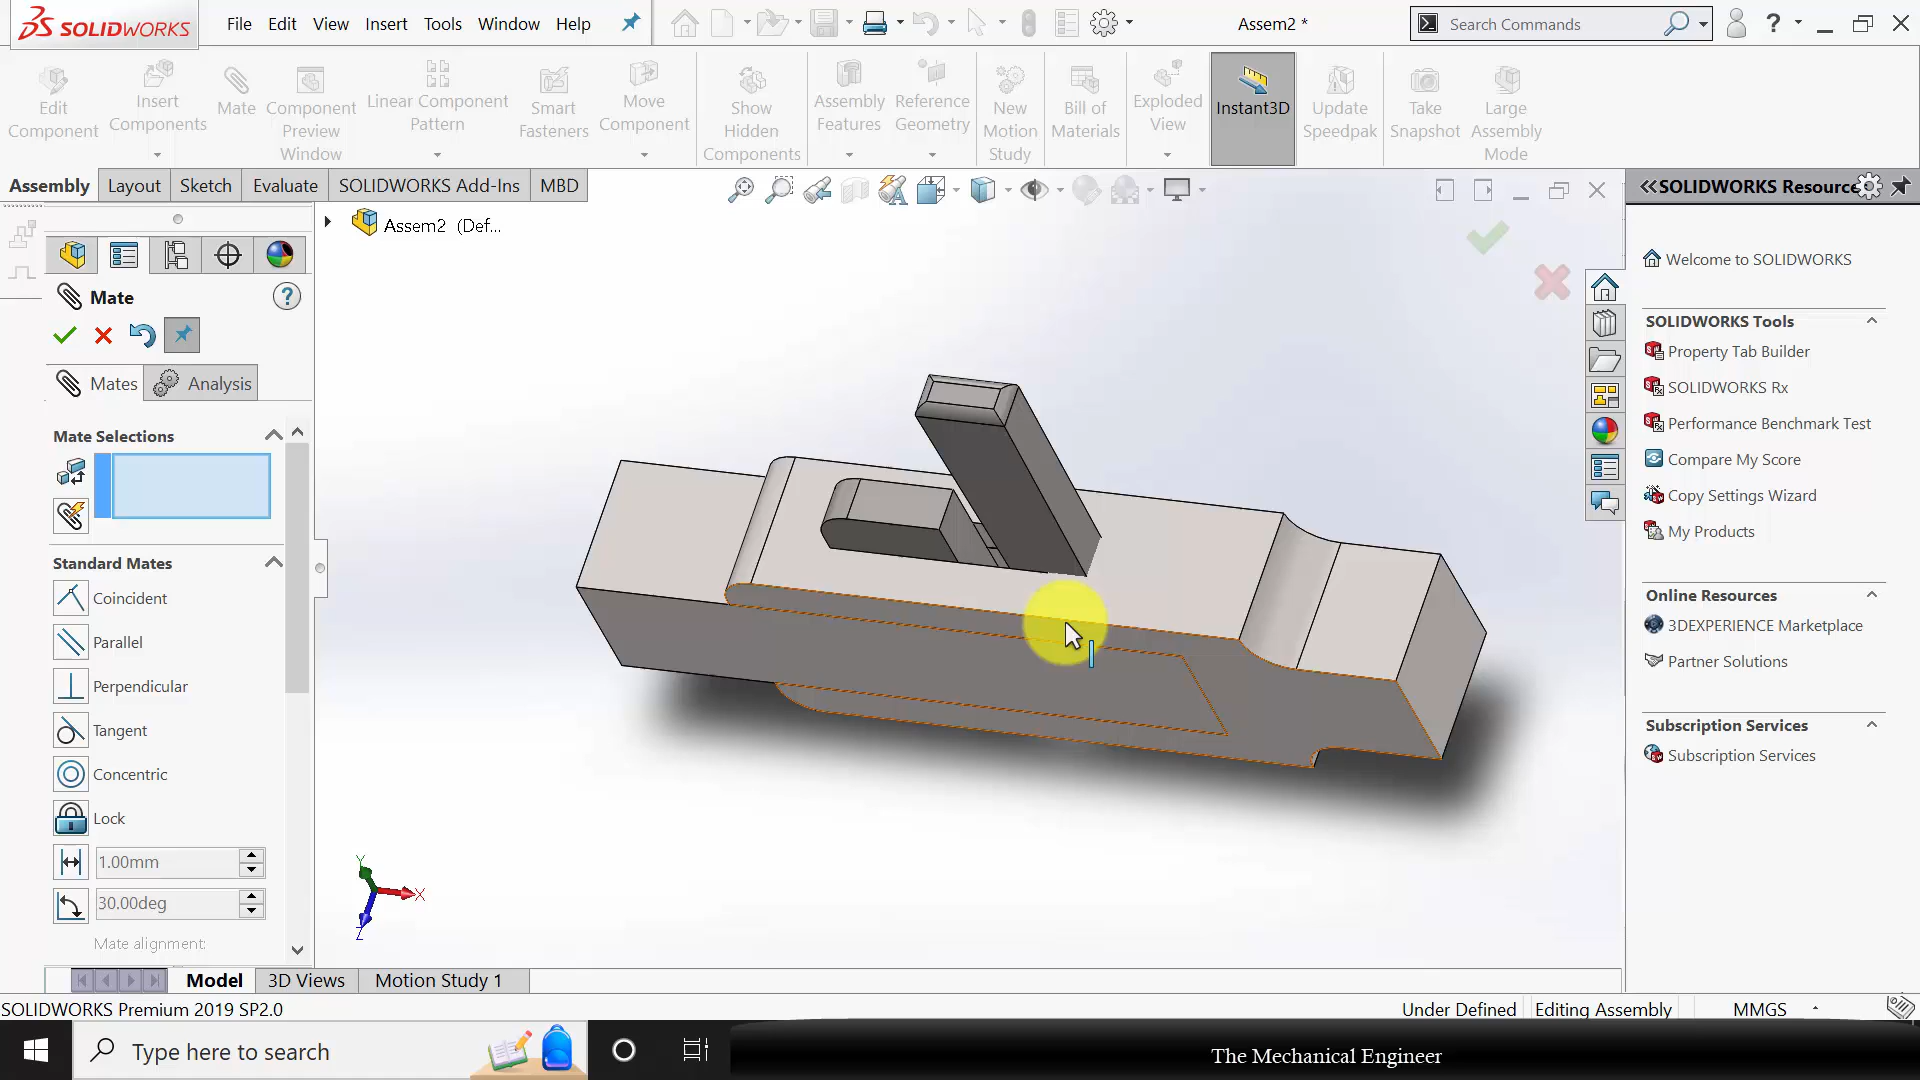 SOLIDWORKS File Edit View Insert Tools Window Help Assem2 * Search Commands ?
Edit Component
Insert Components
Mate
Component Preview Window
Linear Component Pattern
Smart Fasteners
Move Component
Show Hidden Components
Assembly Features
Reference Geometry
New Motion Study
Bill of Materials
Exploded View
Instant3D
Update Speedpak
Take Snapshot
Large Assembly Mode
Assembly Layout Sketch Evaluate SOLIDWORKS Add-Ins MBD
Assem2 (Def...
Mate ?
Mates Analysis
Mate Selections
Standard Mates
Coincident
Parallel
Perpendicular
Tangent
Concentric
Lock
1.00mm
30.00deg
Mate alignment:
Y
X
Z
SOLIDWORKS Resource
Welcome to SOLIDWORKS
SOLIDWORKS Tools
Property Tab Builder
SOLIDWORKS Rx
Performance Benchmark Test
Compare My Score
Copy Settings Wizard
My Products
Online Resources
3DEXPERIENCE Marketplace
Partner Solutions
Subscription Services
Subscription Services
Model 3D Views Motion Study 1
SOLIDWORKS Premium 2019 SP2.0 Under Defined Editing Assembly MMGS
Type here to search
The Mechanical Engineer